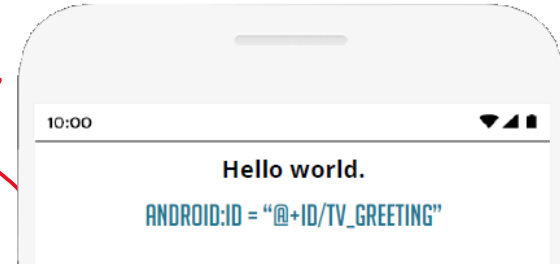 10:00
Hello world.
ANDROID:ID = “@+ID/TV_GREETING”